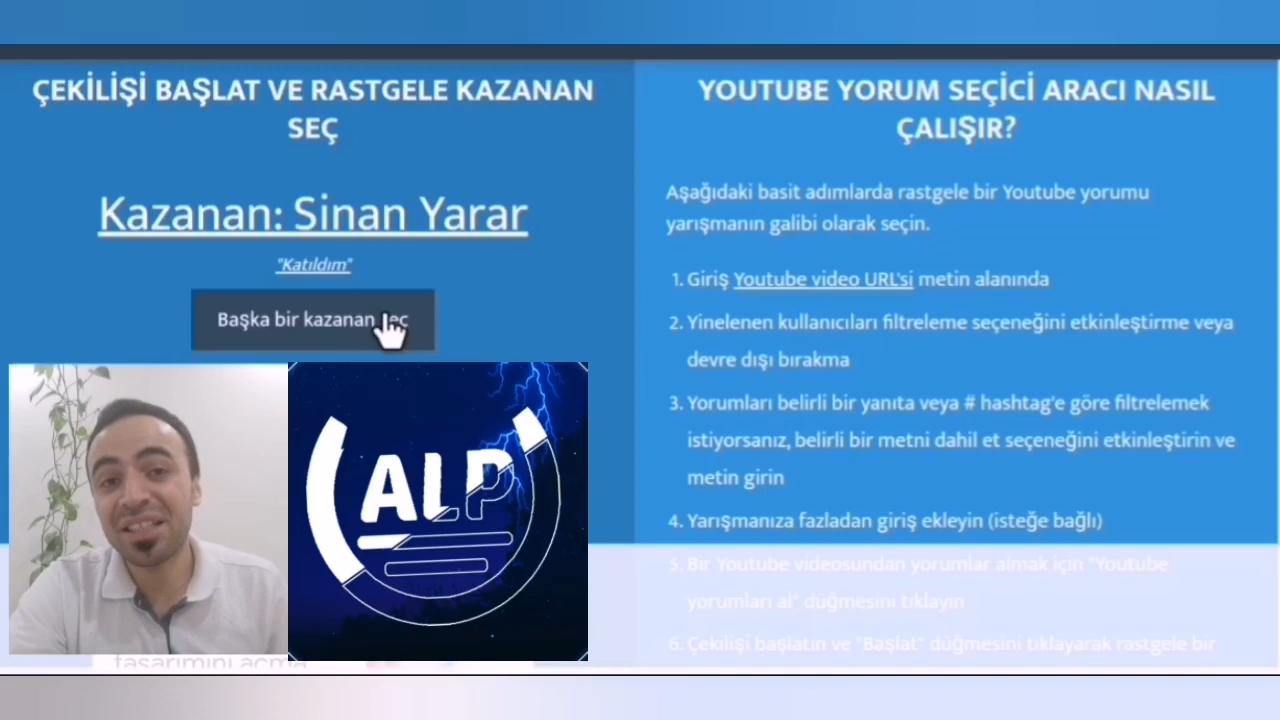 ÇEKİLİŞİ BAŞLAT VE RASTGELE KAZANAN
SEÇ
Kazanan: Sinan Yarar
"Katıldım"
Başka bir kazanan seç
ALP
tasarımını açma
YOUTUBE YORUM SEÇİCİ ARACI NASIL
ÇALIŞIR?
Aşağıdaki basit adımlarda rastgele bir Youtube yorumu
yarışmanın galibi olarak seçin.
1. Giriş Youtube video URL'si metin alanında
2. Yinelenen kullanıcıları filtreleme seçeneğini etkinleştirme veya
devre dışı bırakma
3. Yorumları belirli bir yanıta veya # hashtag'e göre filtrelemek
istiyorsanız, belirli bir metni dahil et seçeneğini etkinleştirin ve
metin girin
4. Yarışmanıza fazladan giriş ekleyin (isteğe bağlı)
5. Bir Youtube videosundan yorumlar almak için "Youtube
yorumları al" düğmesini tıklayın
6. Çekilişi başlatın ve "Başlat" düğmesini tıklayarak rastgele bir